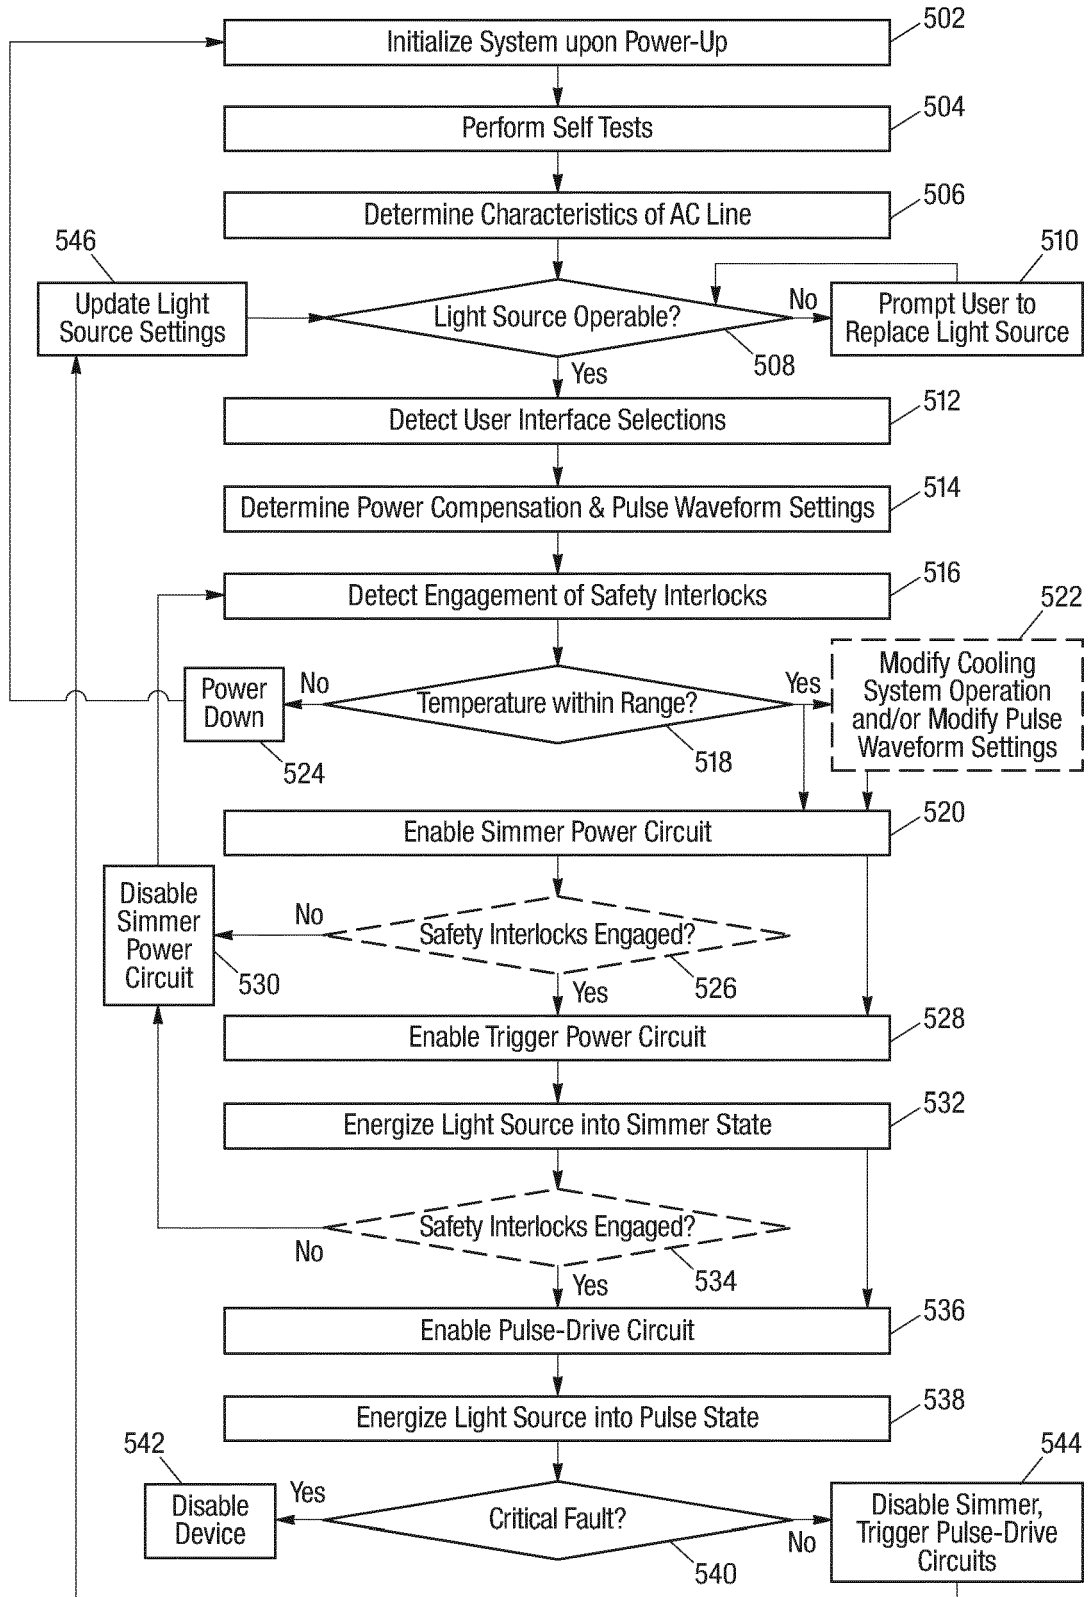 502
Initialize System upon Power-Up
504
Perform Self Tests
506
Determine Characteristics of AC Line
546
Update Light
Source Settings
Light Source Operable?
508
No
510
Prompt User to
Replace Light Source
Yes
512
Detect User Interface Selections
514
Determine Power Compensation & Pulse Waveform Settings
516
Detect Engagement of Safety Interlocks
522
Modify Cooling
System Operation
and/or Modify Pulse
Waveform Settings
Power
Down
524
No
Temperature within Range?
518
Yes
520
Enable Simmer Power Circuit
Disable
Simmer
Power
Circuit
530
No
Safety Interlocks Engaged?
526
Yes
528
Enable Trigger Power Circuit
532
Energize Light Source into Simmer State
Safety Interlocks Engaged?
No
534
Yes
536
Enable Pulse-Drive Circuit
538
Energize Light Source into Pulse State
542
Disable
Device
Yes
Critical Fault?
540
No
544
Disable Simmer,
Trigger Pulse-Drive
Circuits